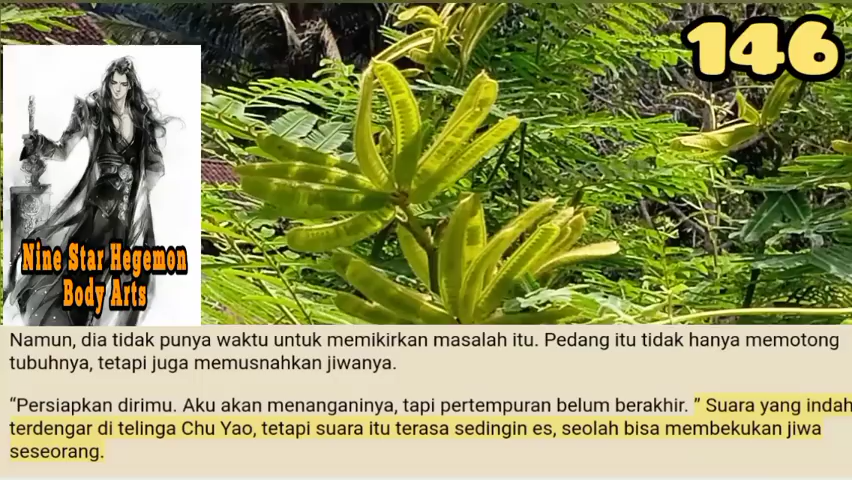 146
Nine Star Hegemon
Body Arts
Namun, dia tidak punya waktu untuk memikirkan masalah itu. Pedang itu tidak hanya memotong
tubuhnya, tetapi juga memusnahkan jiwanya.
“Persiapkan dirimu. Aku akan menanganinya, tapi pertempuran belum berakhir. ” Suara yang indah
terdengar di telinga Chu Yao, tetapi suara itu terasa sedingin es, seolah bisa membekukan jiwa
seseorang.